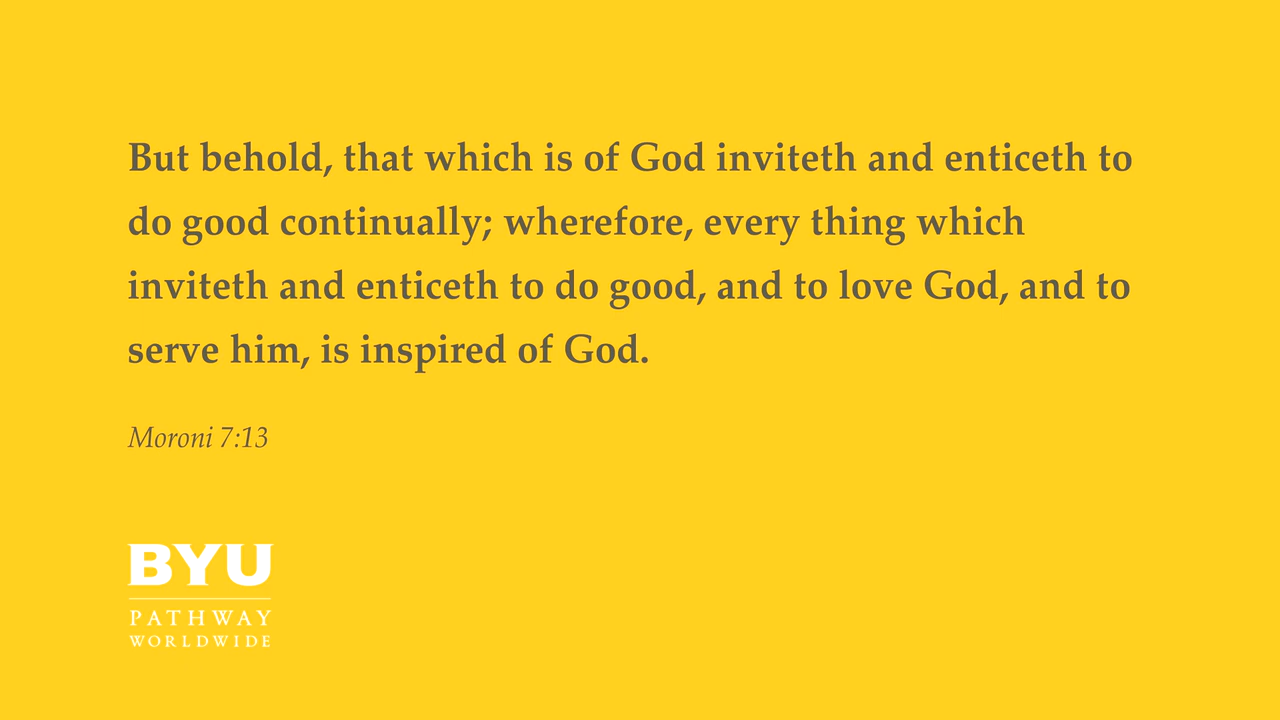 But behold, that which is of God inviteth and enticeth to
do good continually; wherefore, every thing which
inviteth and enticeth to do good, and to love God, and to
serve him, is inspired of God.
Moroni 7:13
BYU
PATHWAY
WORLDWIDE